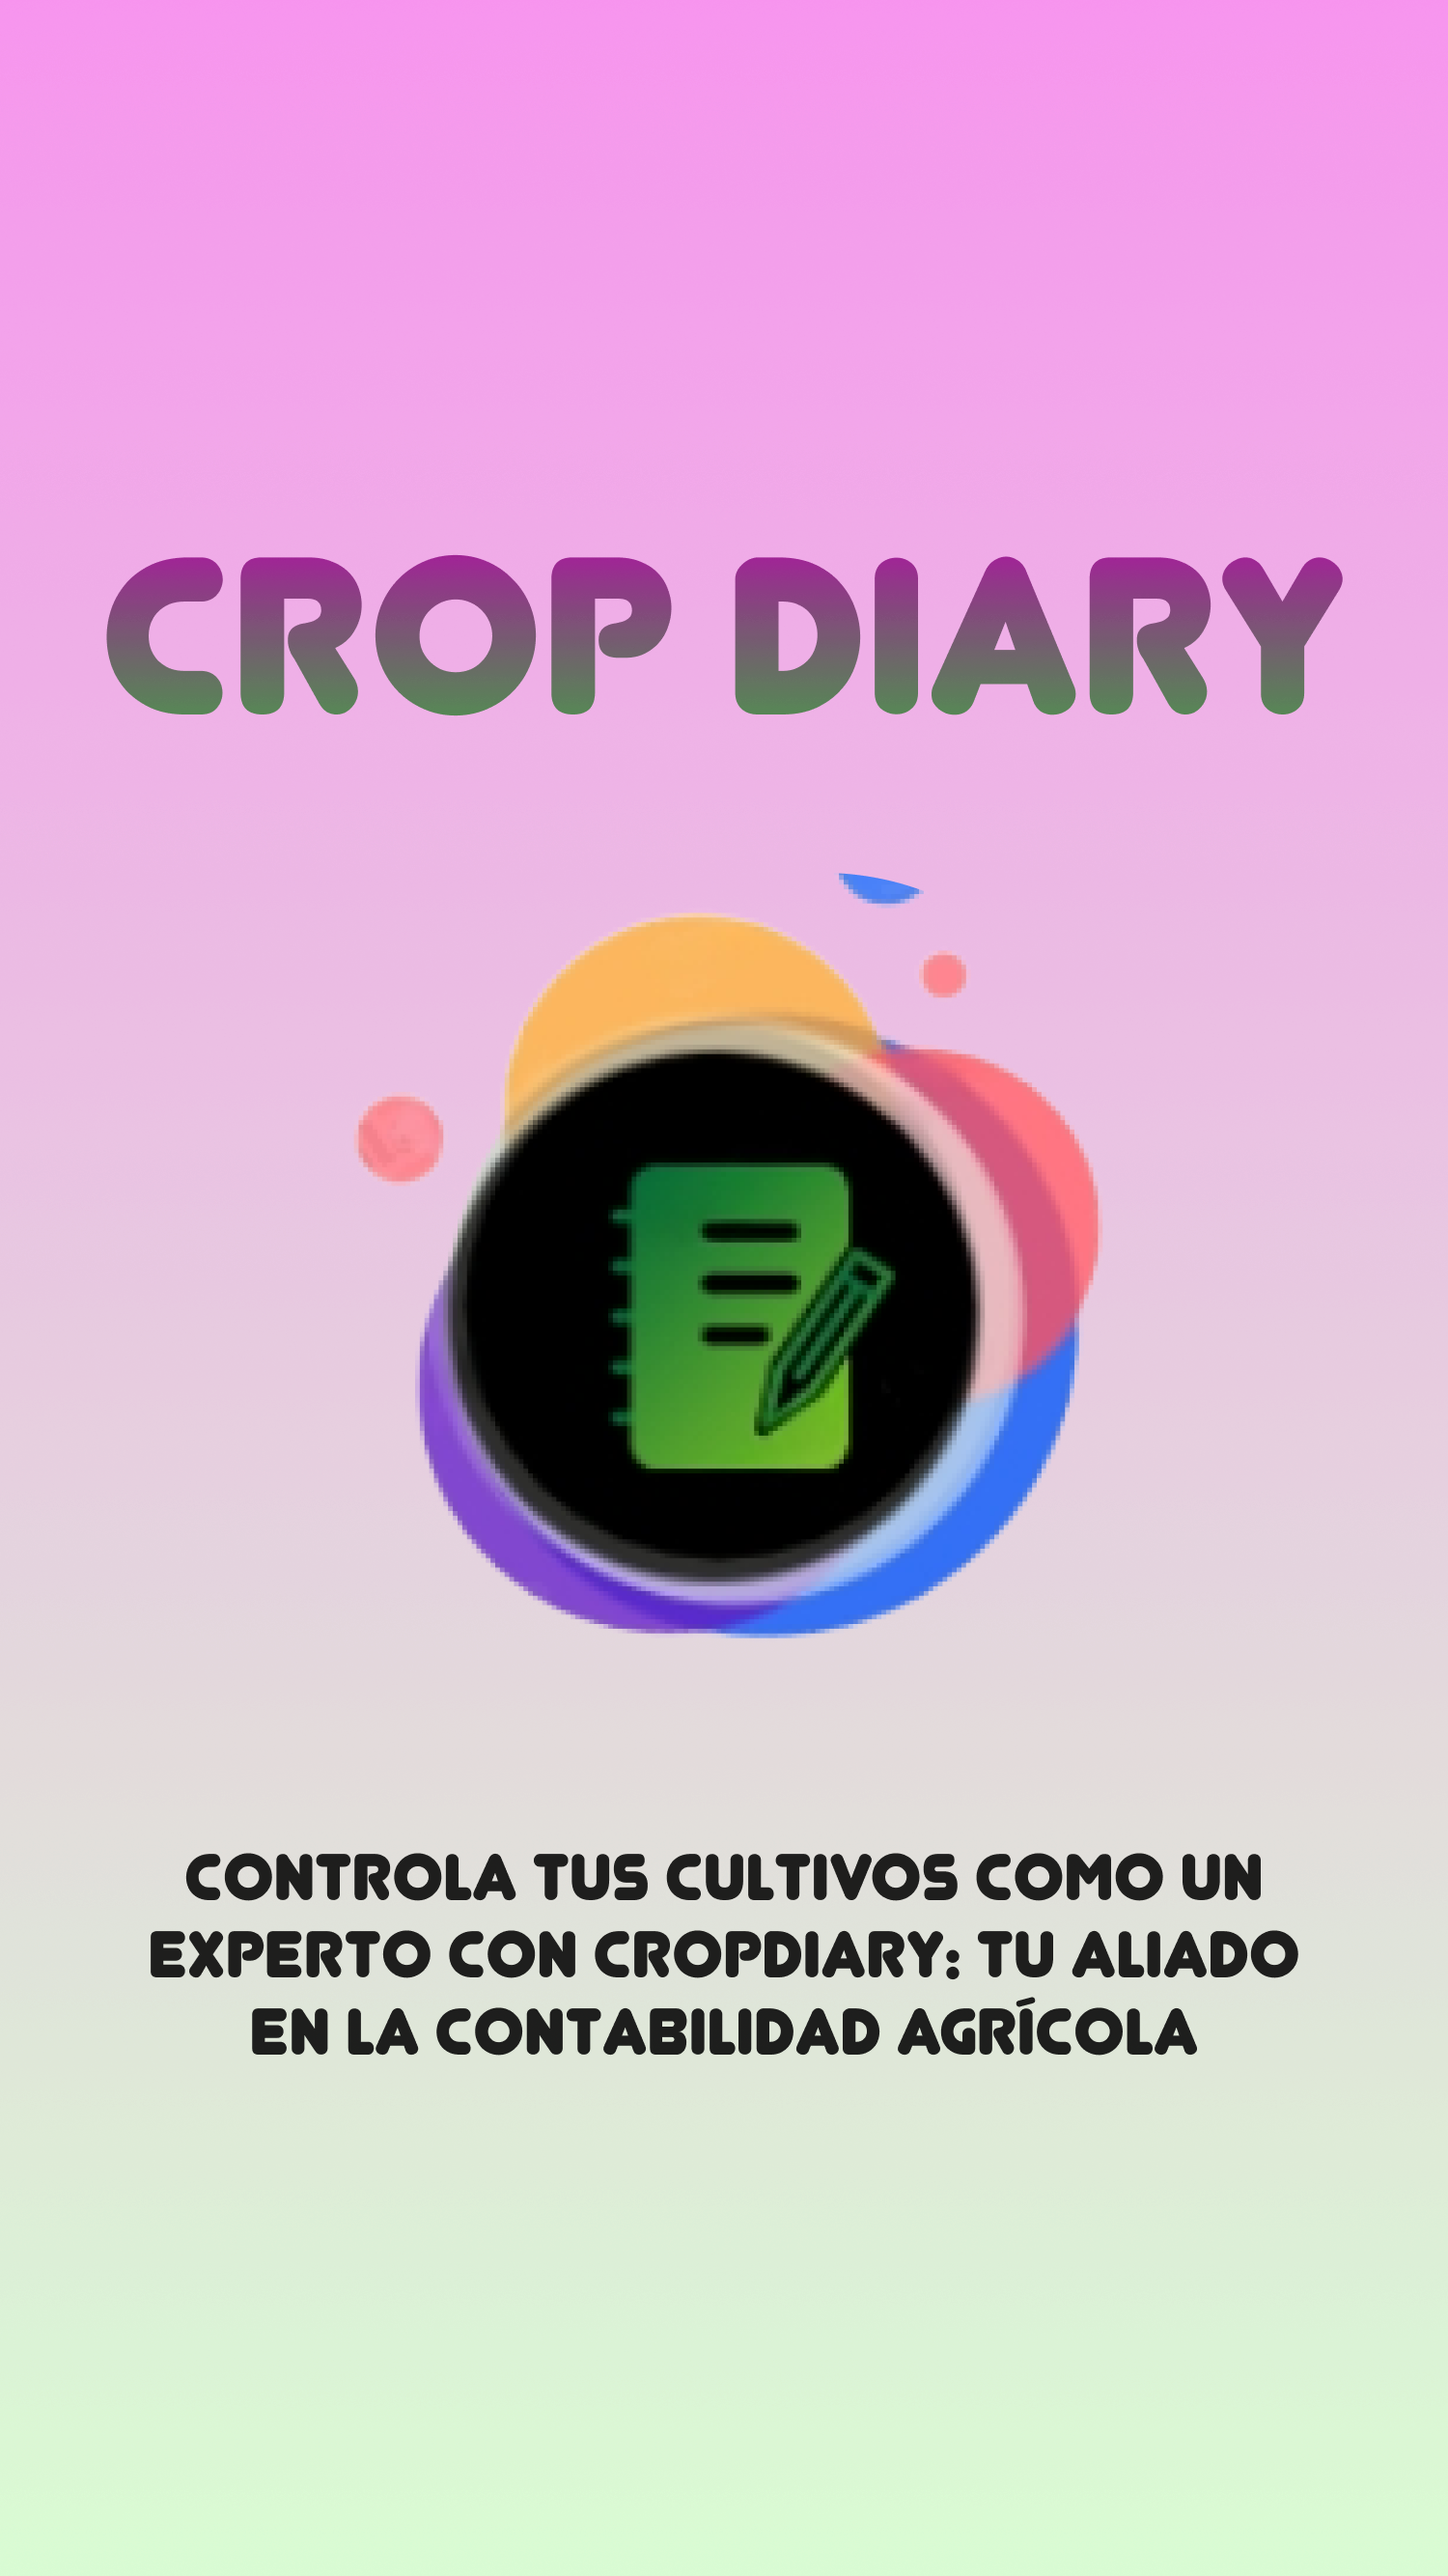 CROP DIARY
CONTROLA TUS CULTIVOS COMO UN
EXPERTO CON CROPDIARY: TU ALIADO
EN LA CONTABILIDAD AGRÍCOLA